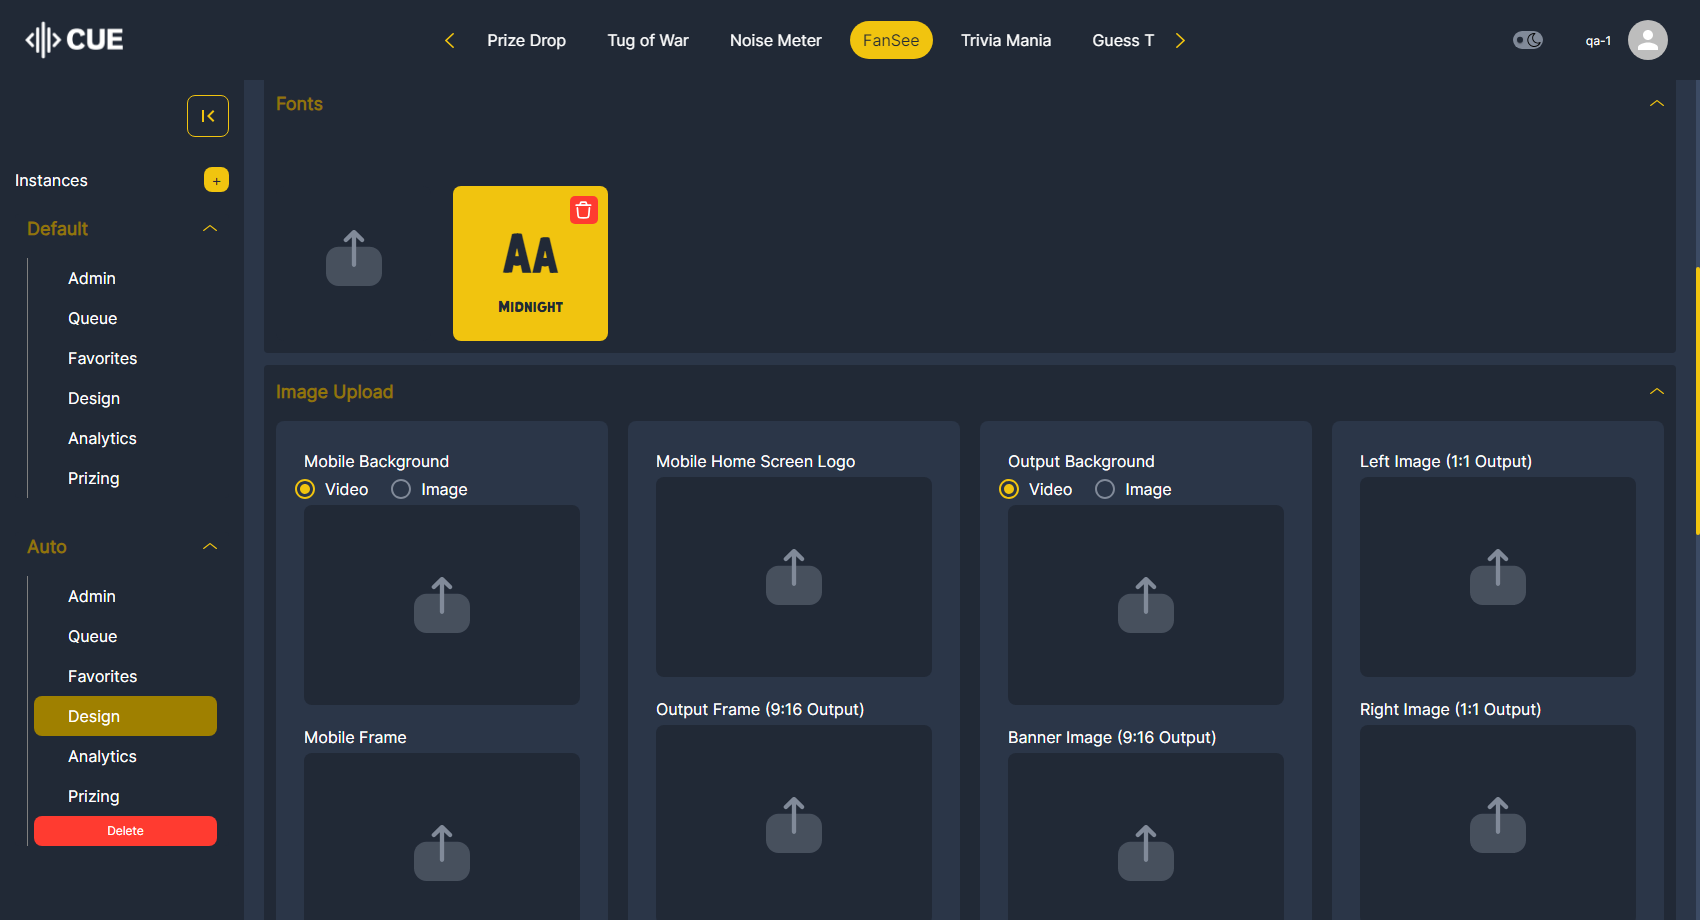 CUE
Prize Drop
Tug of War
Noise Meter
FanSee
Trivia Mania
Guess T
qa-1
Instances
+
Default
Admin
Queue
Favorites
Design
Analytics
Prizing
Auto
Admin
Queue
Favorites
Design
Analytics
Prizing
Delete
Fonts
AA
MIDNIGHT
Image Upload
Mobile Background
Video
Image
Mobile Frame
Mobile Home Screen Logo
Output Frame (9:16 Output)
Output Background
Video
Image
Banner Image (9:16 Output)
Left Image (1:1 Output)
Right Image (1:1 Output)